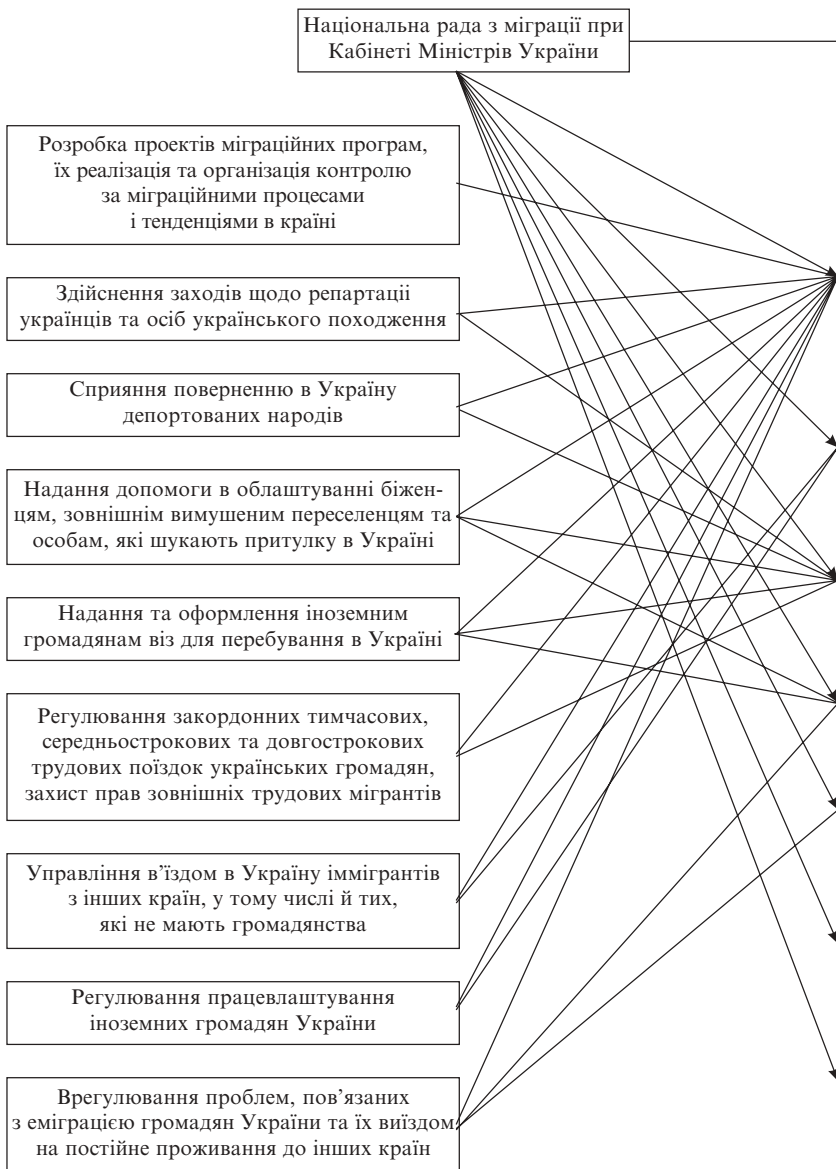 Національна рада з міграції при
Кабінеті Міністрів України
Розробка проектів міграційних програм,
їх реалізація та організація контролю
за міграційними процесами
і тенденціями в країні
Здійснення заходів щодо репартації
українців та осіб українського походження
Сприяння поверненню в Україну
депортованих народів
Надання допомоги в облаштуванні біжен-
цям, зовнішнім вимушеним переселенцям та
особам, які шукають притулку в Україні
Надання та оформлення іноземним
громадянам віз для перебування в Україні
Регулювання закордонних тимчасових,
середньострокових та довгострокових
трудових поїздок українських громадян,
захист прав зовнішніх трудових мігрантів
Управління в’їздом в Україну іммігрантів
з інших країн, у тому числі й тих,
які не мають громадянства
Регулювання працевлаштування
іноземних громадян України
Врегулювання проблем, пов’язаних
з еміграцією громадян України та їх виїздом
на постійне проживання до інших країн